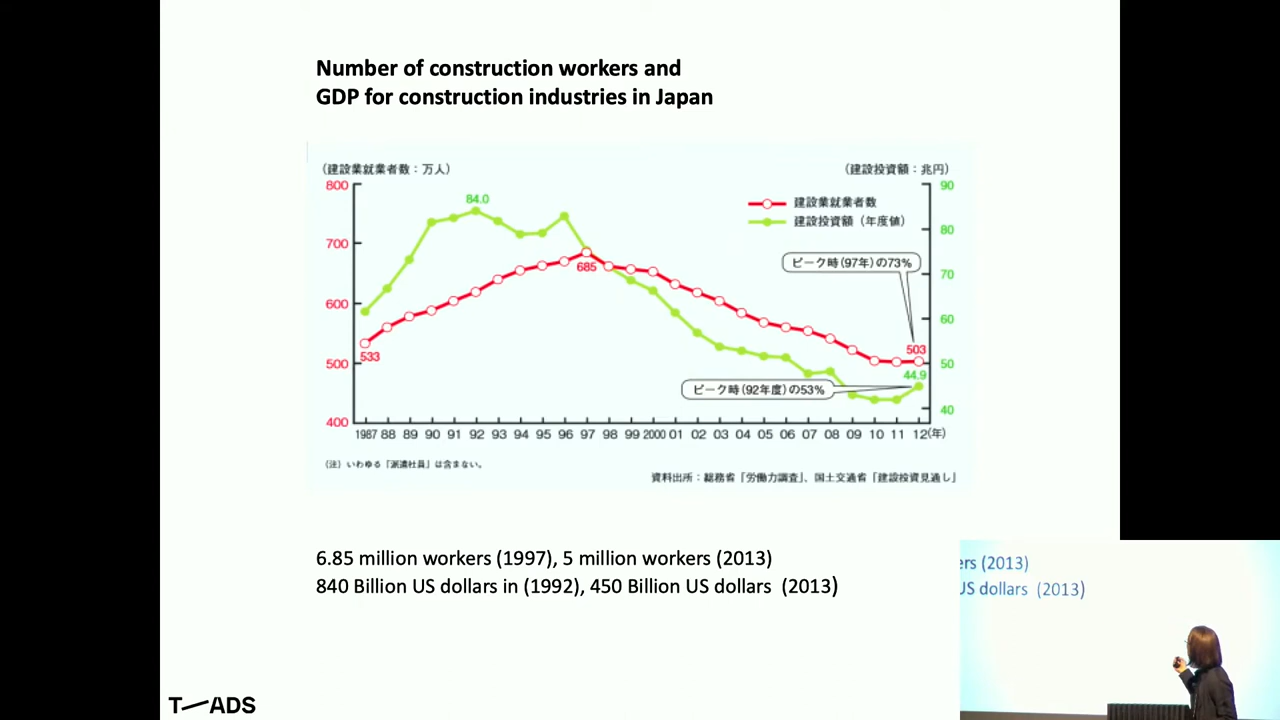 Number of construction workers and
GDP for construction industries in Japan
（建設業就業者数：万人）
（建設投資額：兆円）
800
700
600
500
400
90
80
70
60
50
40
建設業就業者数
建設投資額（年度値）
84.0
685
533
ピーク時(97年)の73%
503
44.9
ピーク時(92年度)の53%
1987 88 89 90 91 92 93 94 95 96 97 98 99 2000 01 02 03 04 05 06 07 08 09 10 11 12(年)
（注）いわゆる「派遣社員」は含まない。
資料出所：総務省「労働力調査」、国土交通省「建設投資見通し」
6.85 million workers (1997), 5 million workers (2013)
840 Billion US dollars in (1992), 450 Billion US dollars (2013)
ers (2013)
US dollars (2013)
T—ADS